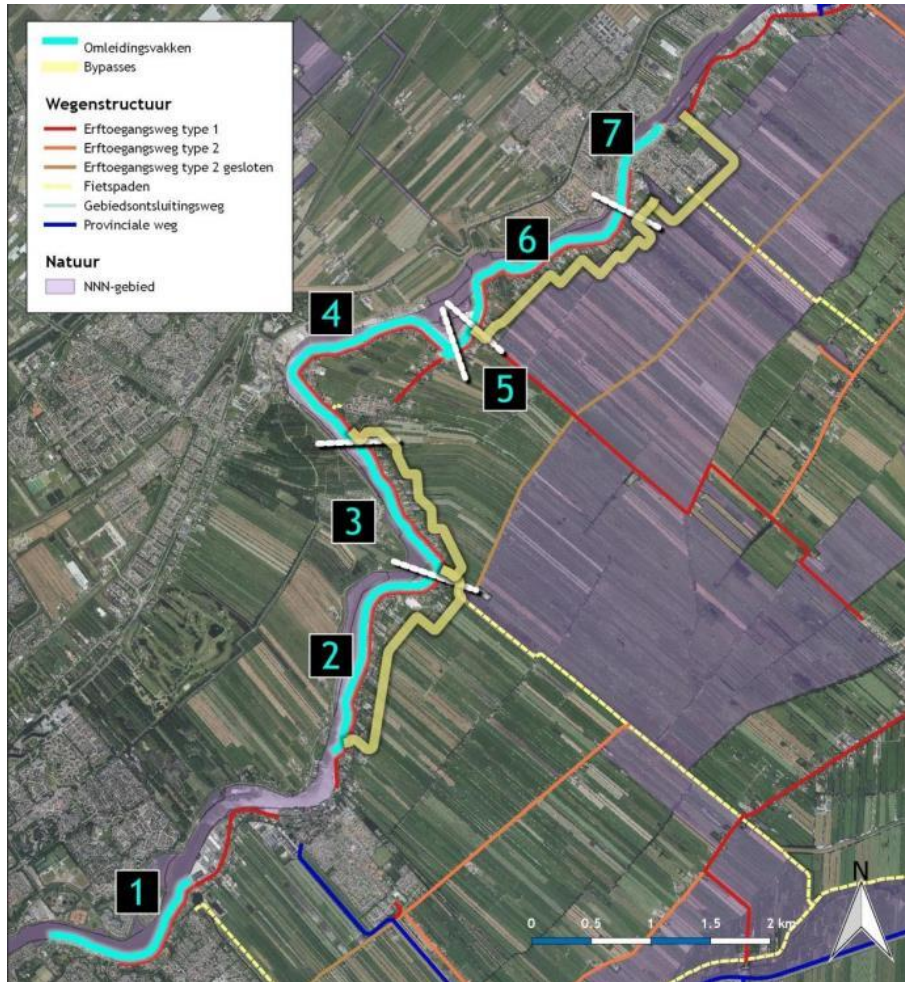 Omleidingsvakken
Bypasses
Wegenstructuur
Erftoegangsweg type 1
Erftoegangsweg type 2
Erftoegangsweg type 2 gesloten
Fietspaden
Gebiedsontsluitingsweg
Provinciale weg
Natuur
NNN-gebied
7
6
4
5
3
2
1
N
0 0.5 1 1.5 2 km